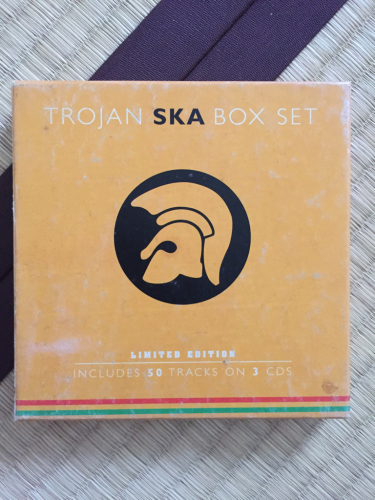 TROJAN SKA BOX SET
LIMITED EDITION
INCLUDES 50 TRACKS ON 3 CDS